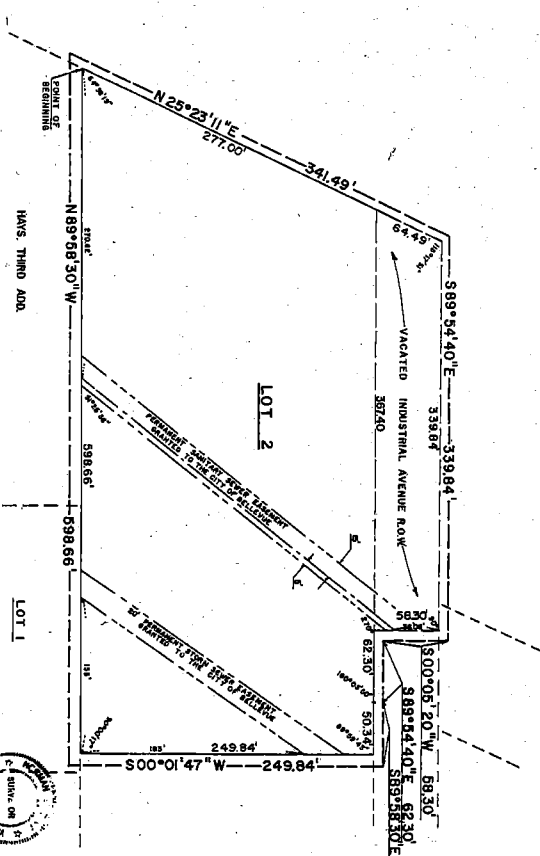 S89°54'40"E 339.84'
339.84'
N25°23'11"E 341.49'
277.00'
64.49'
VACATED INDUSTRIAL AVENUE R.O.W.
367.40
58.30'
S00°05'20"W 58.30'
S89°54'40"E 62.30'
S89°58'30"E
62.30
50.34'
LOT 2
PERMANENT SANITARY SEWER EASEMENT
GRANTED TO THE CITY OF BELLEVUE
20' PERMANENT STORM SEWER EASEMENT
GRANTED TO THE CITY OF BELLEVUE
249.84'
S00°01'47"W 249.84'
POINT OF
BEGINNING
598.66'
N89°58'30"W 598.66'
HAYS. THIRD ADD.
LOT 1